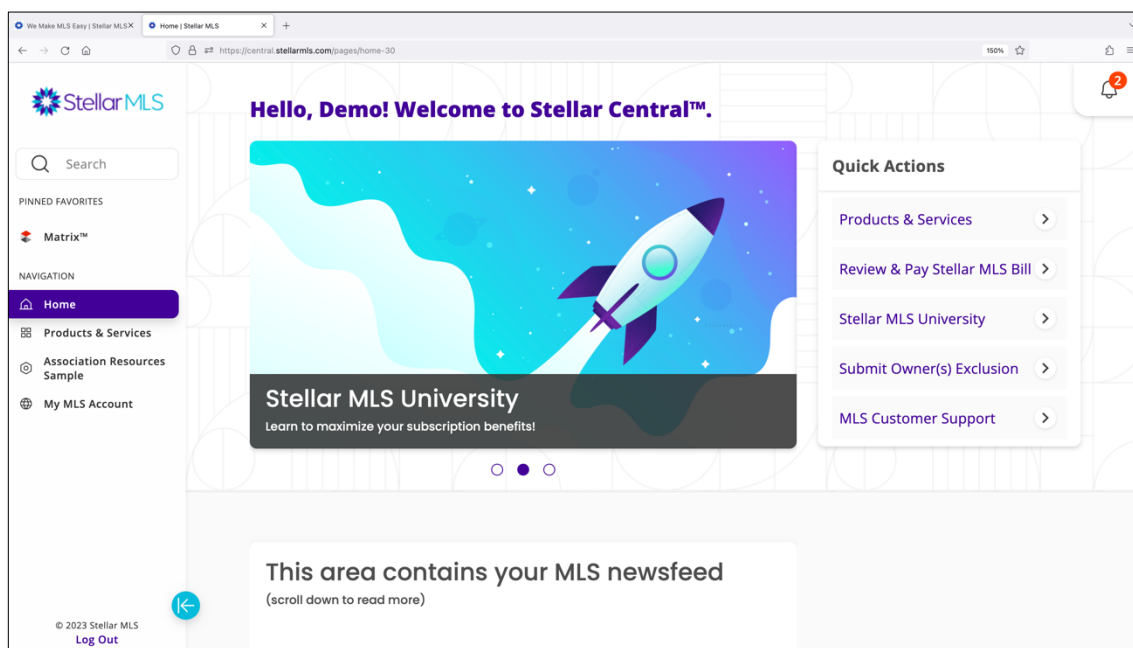 We Make MLS Easy | Stellar MLS
Home | Stellar MLS
https://central.stellarmls.com/pages/home-30
150%
StellarMLS
Search
PINNED FAVORITES
Matrix™
NAVIGATION
Home
Products & Services
Association Resources
Sample
My MLS Account
© 2023 Stellar MLS
Log Out
Hello, Demo! Welcome to Stellar Central™.
2
Stellar MLS University
Learn to maximize your subscription benefits!
Quick Actions
Products & Services
Review & Pay Stellar MLS Bill
Stellar MLS University
Submit Owner(s) Exclusion
MLS Customer Support
This area contains your MLS newsfeed
(scroll down to read more)